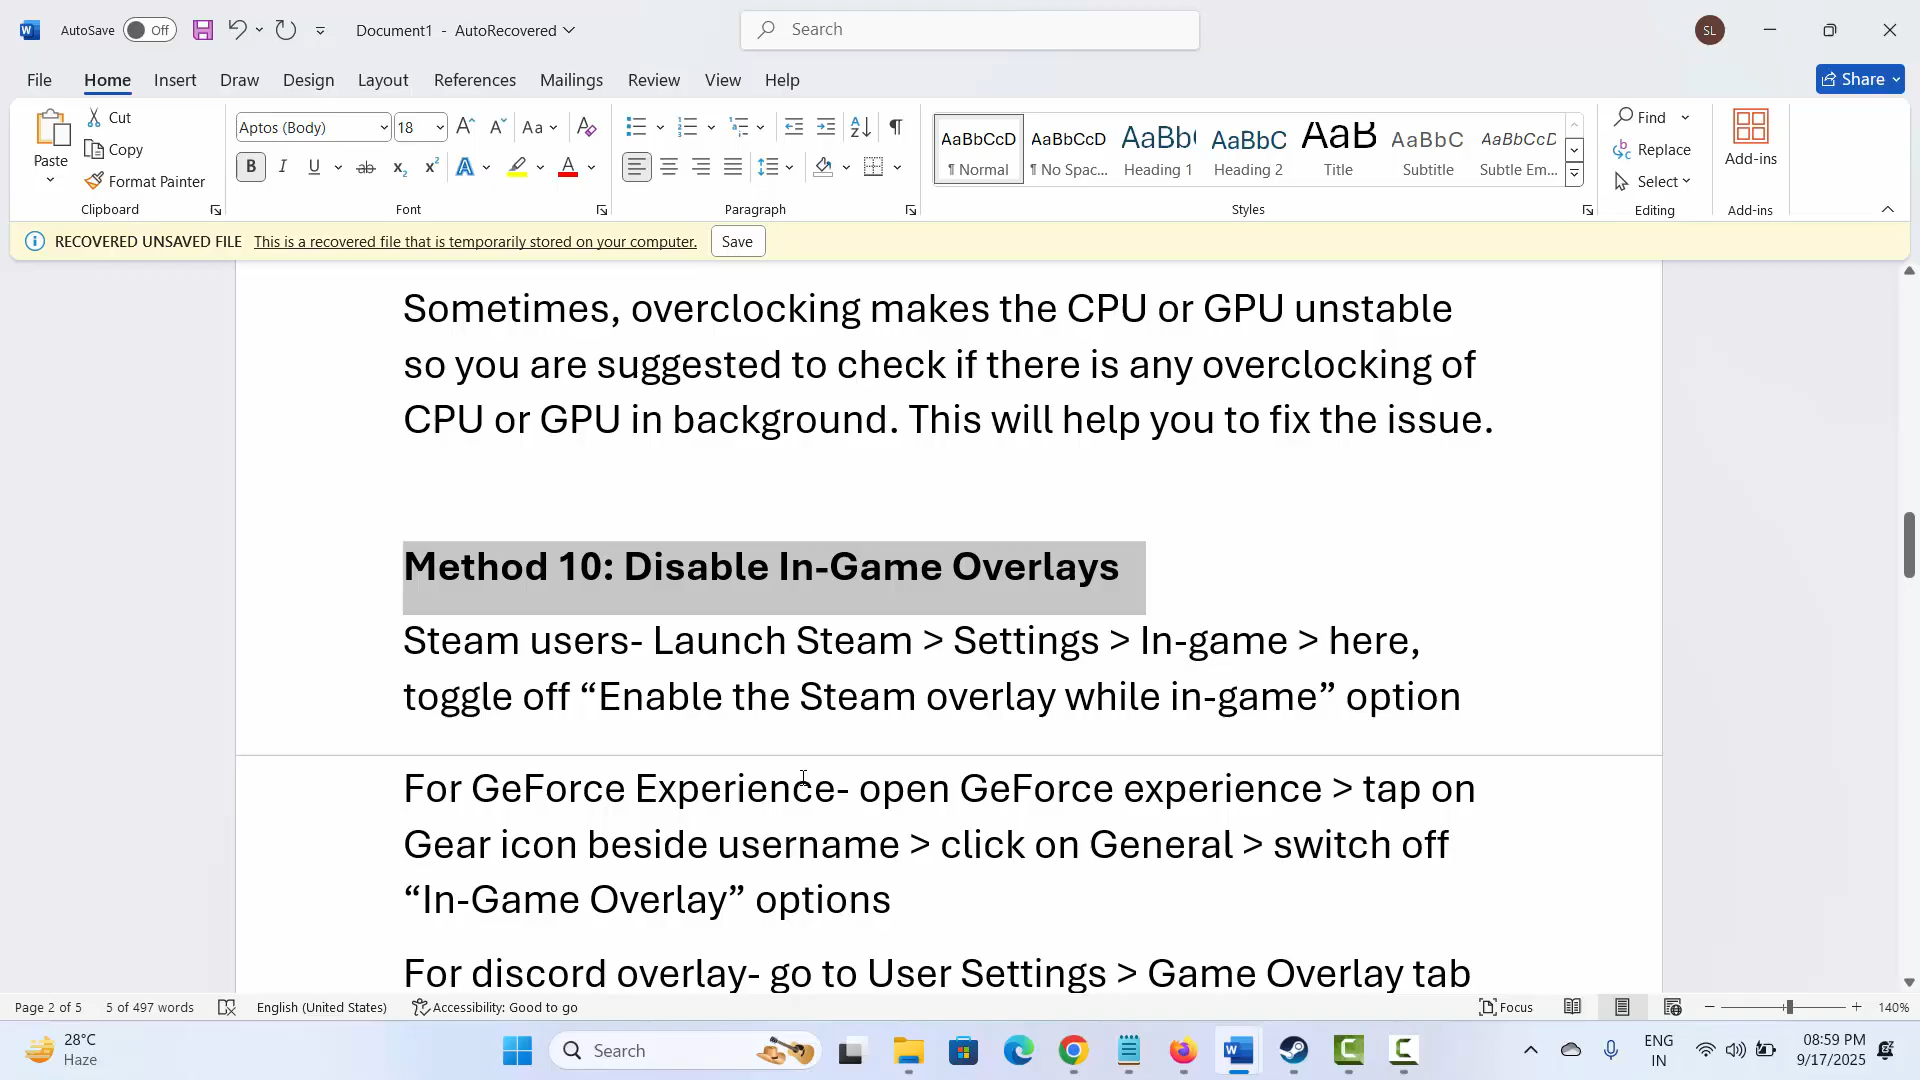 AutoSave Off Document1 - AutoRecovered Search SL
File Home Insert Draw Design Layout References Mailings Review View Help Share
Paste Cut Copy Format Painter Clipboard
Aptos (Body) 18 Aa
B I U ab x₂ x² A A
Font
Paragraph
AaBbCcD AaBbCcD AaBb( AaBbC AaB AaBbC AaBbCcD
¶ Normal ¶ No Spac... Heading 1 Heading 2 Title Subtitle Subtle Em...
Styles
Find Replace Select Editing
Add-ins Add-ins
RECOVERED UNSAVED FILE This is a recovered file that is temporarily stored on your computer. Save
Sometimes, overclocking makes the CPU or GPU unstable
so you are suggested to check if there is any overclocking of
CPU or GPU in background. This will help you to fix the issue.
Method 10: Disable In-Game Overlays
Steam users- Launch Steam > Settings > In-game > here,
toggle off “Enable the Steam overlay while in-game” option
For GeForce Experience- open GeForce experience > tap on
Gear icon beside username > click on General > switch off
“In-Game Overlay” options
For discord overlay- go to User Settings > Game Overlay tab
Page 2 of 5 5 of 497 words English (United States) Accessibility: Good to go Focus 140%
28°C
Haze
Search
ENG
IN
08:59 PM
9/17/2025